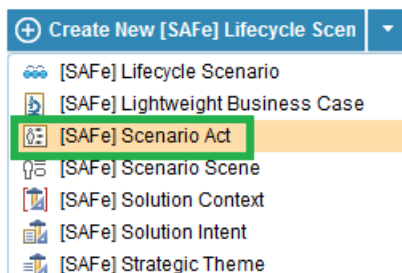 Create New [SAFe] Lifecycle Scen
[SAFe] Lifecycle Scenario
[SAFe] Lightweight Business Case
[SAFe] Scenario Act
[SAFe] Scenario Scene
[SAFe] Solution Context
[SAFe] Solution Intent
[SAFe] Strategic Theme